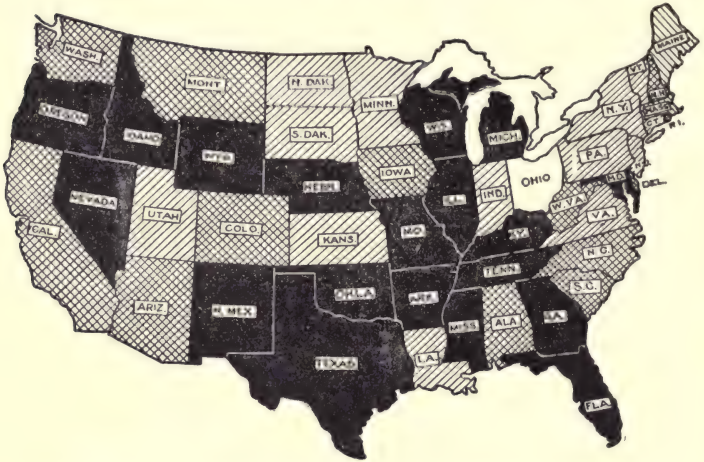 WASH.
MONT.
N. DAK.
MINN.
OREGON
IDAHO
S. DAK.
WIS.
MICH.
N.Y.
VT.
MAINE
WYO.
NEBR.
IOWA
PA.
NEVADA
UTAH
COLO.
KANS.
MO.
ILL.
IND.
OHIO
W. VA.
VA.
DEL.
R.I.
CT.
CAL.
KY.
N.C.
TENN.
S.C.
ARIZ.
N. MEX.
OKLA.
ARK.
MISS.
ALA
GA.
TEXAS
LA.
FLA.